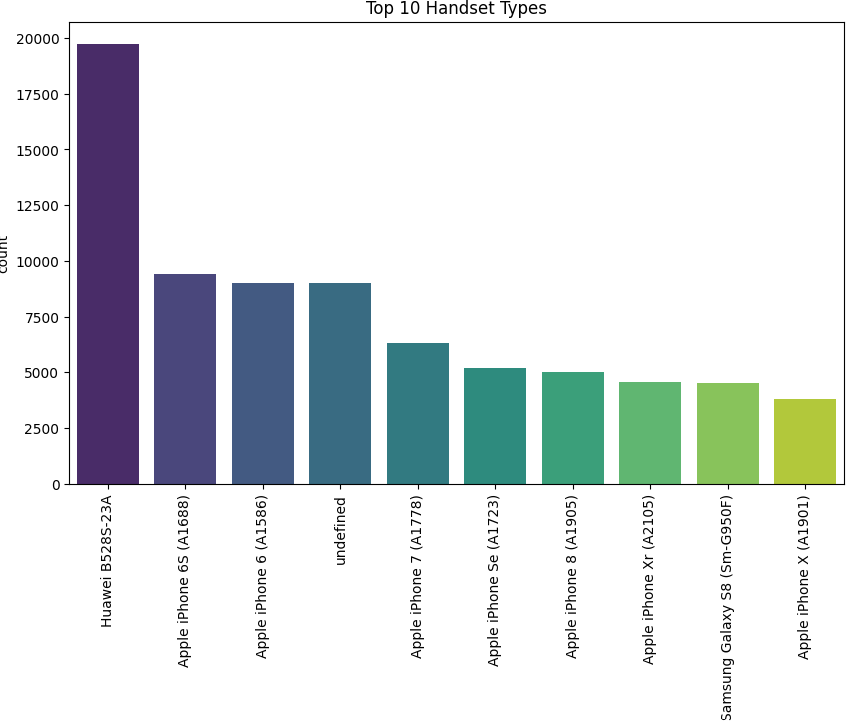 Top 10 Handset Types
20000
17500
15000
12500
10000
7500
5000
2500
0
count
Huawei B528S-23A
Apple iPhone 6S (A1688)
Apple iPhone 6 (A1586)
undefined
Apple iPhone 7 (A1778)
Apple iPhone Se (A1723)
Apple iPhone 8 (A1905)
Apple iPhone Xr (A2105)
Samsung Galaxy S8 (Sm-G950F)
Apple iPhone X (A1901)